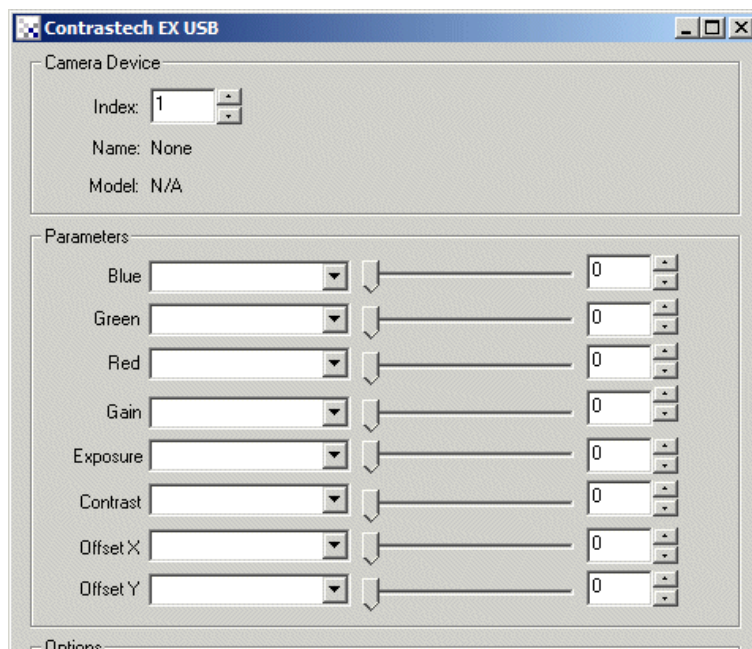 Contrastech EX USB
Camera Device
Index: 1
Name: None
Model: N/A
Parameters
Blue 0
Green 0
Red 0
Gain 0
Exposure 0
Contrast 0
Offset X 0
Offset Y 0
Options